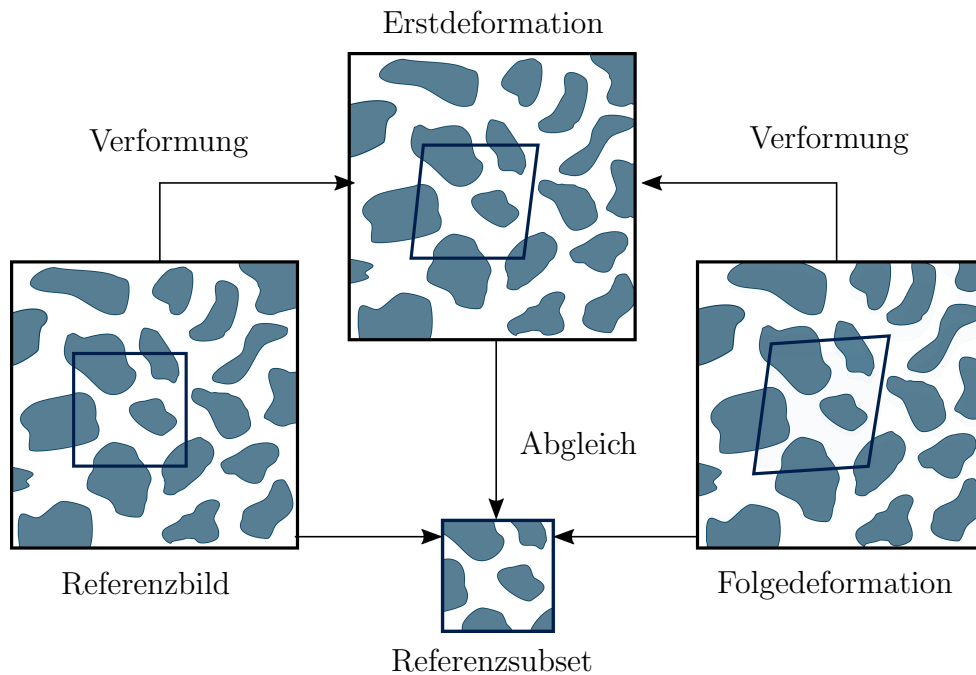 Erstdeformation
Verformung
Verformung
Abgleich
Referenzbild
Folgedeformation
Referenzsubset